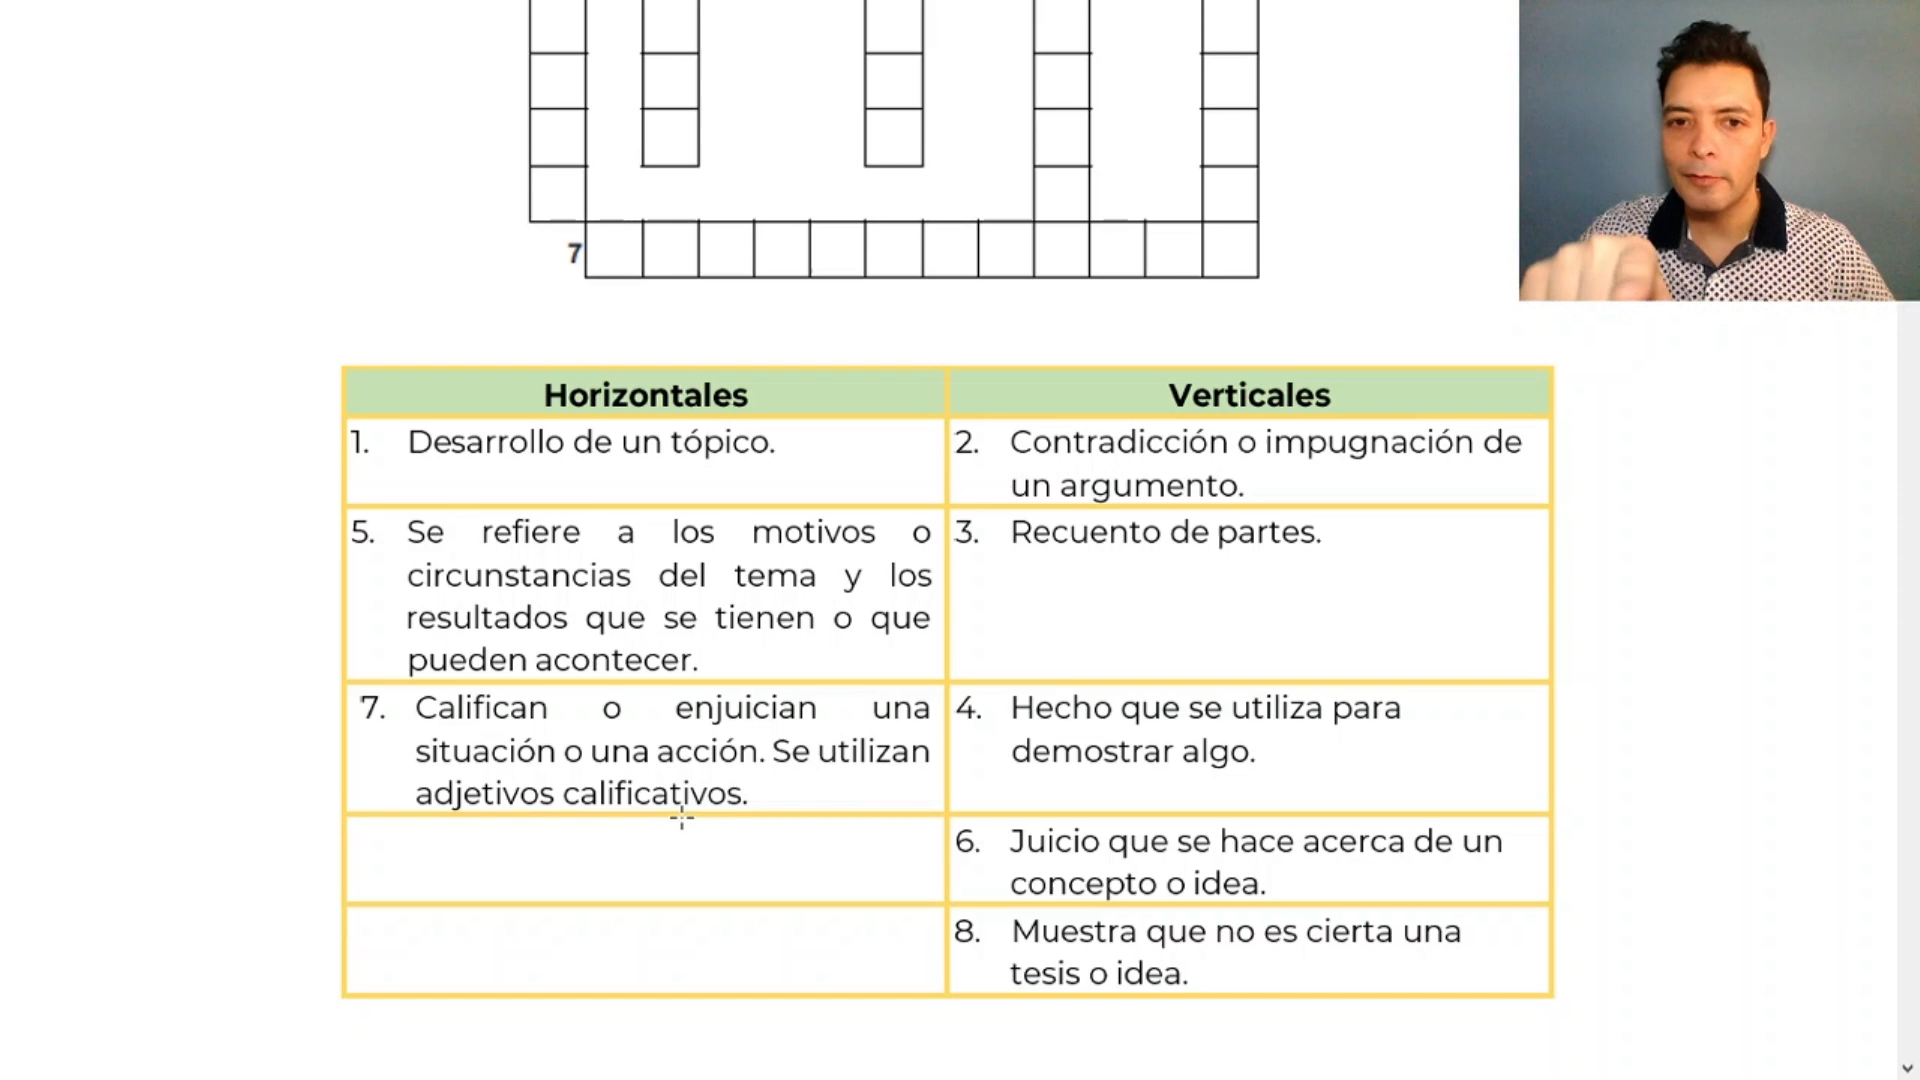 7
Horizontales
Verticales
1. Desarrollo de un tópico.
2. Contradicción o impugnación de
un argumento.
5. Se refiere a los motivos o
circunstancias del tema y los
resultados que se tienen o que
pueden acontecer.
3. Recuento de partes.
7. Califican o enjuician una
situación o una acción. Se utilizan
adjetivos calificativos.
4. Hecho que se utiliza para
demostrar algo.
6. Juicio que se hace acerca de un
concepto o idea.
8. Muestra que no es cierta una
tesis o idea.